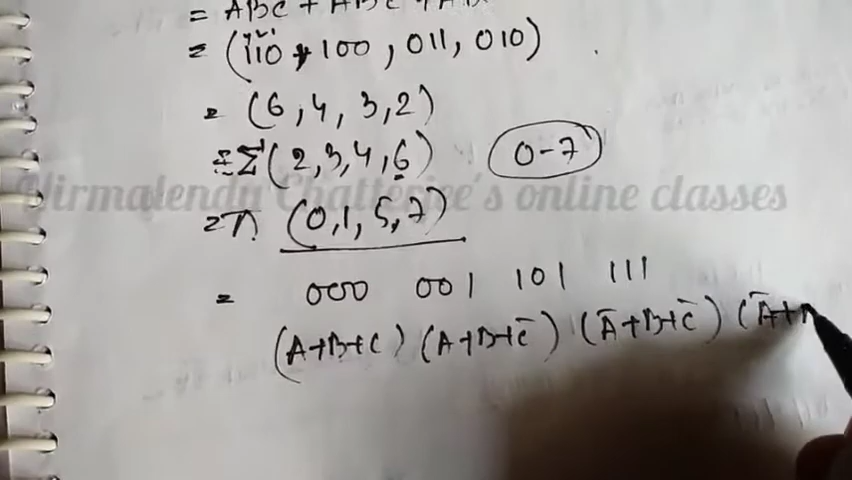 = (110, 100, 011, 010)
= (6, 4, 3, 2)
= Σ(2,3,4,6) 0-7
Nirmalendu Chatterjee's online classes
= π (0,1,5,7)
= 000 001 101 111
(A+B+C) (A+B+C̄) (Ā+B+C̄) (Ā+